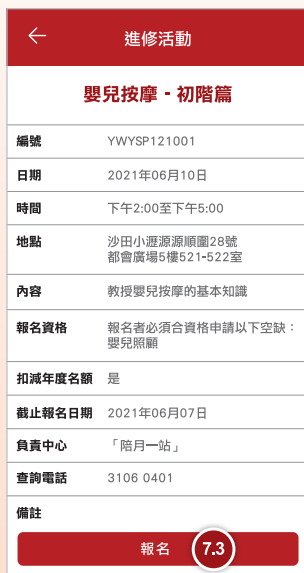 進修活動
嬰兒按摩 - 初階篇
編號 YWYSP121001
日期 2021年06月10日
時間 下午2:00至下午5:00
地點 沙田小瀝源源順圍28號
都會廣場5樓521-522室
內容 教授嬰兒按摩的基本知識
報名資格 報名者必須合資格申請以下空缺：
嬰兒照顧
扣減年度名額 是
截止報名日期 2021年06月07日
負責中心 「陪月一站」
查詢電話 3106 0401
備註
報名 7.3